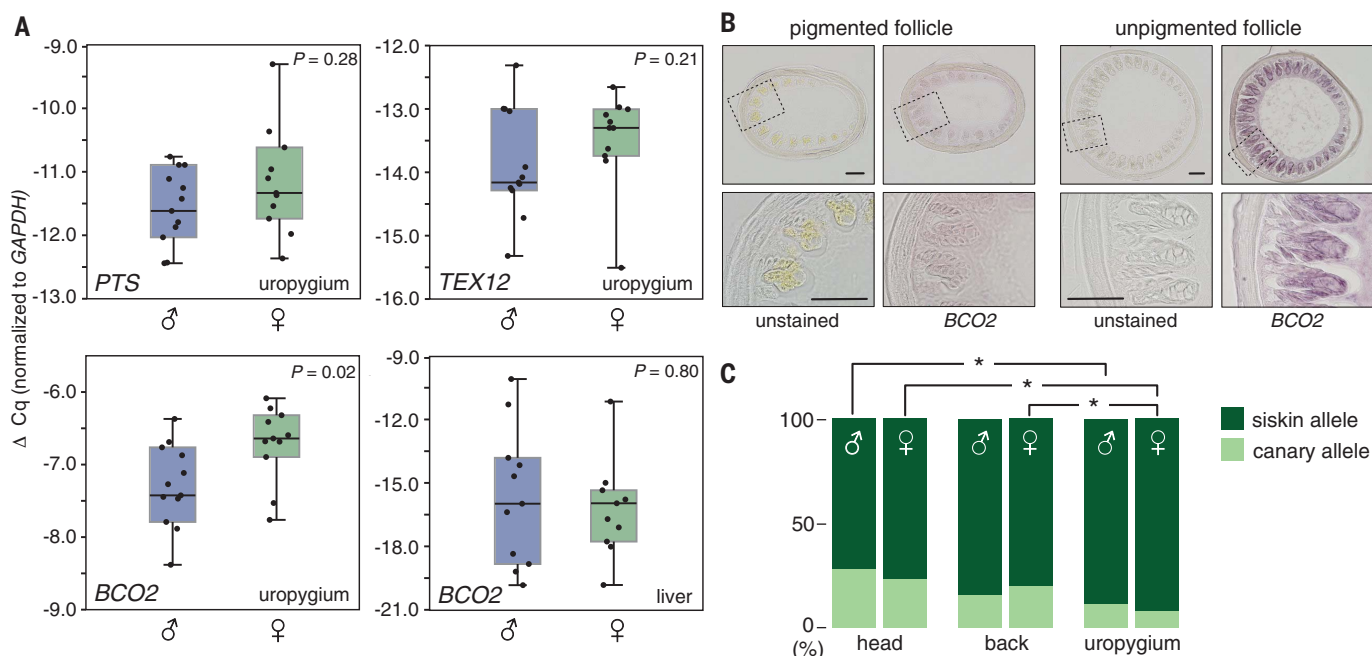 A
Δ Cq (normalized to GAPDH)
-9.0
-10.0
-11.0
-12.0
-13.0
P = 0.28
PTS
uropygium
♂ ♀
-12.0
-13.0
-14.0
-15.0
-16.0
P = 0.21
TEX12
uropygium
♂ ♀
-6.0
-7.0
-8.0
-9.0
P = 0.02
BCO2
uropygium
♂ ♀
-9.0
-12.0
-15.0
-18.0
-21.0
P = 0.80
BCO2
liver
♂ ♀
B
pigmented follicle
unpigmented follicle
unstained
BCO2
unstained
BCO2
C
*
*
*
100
50
0
(%)
♂ ♀ ♂ ♀ ♂ ♀
head
back
uropygium
siskin allele
canary allele